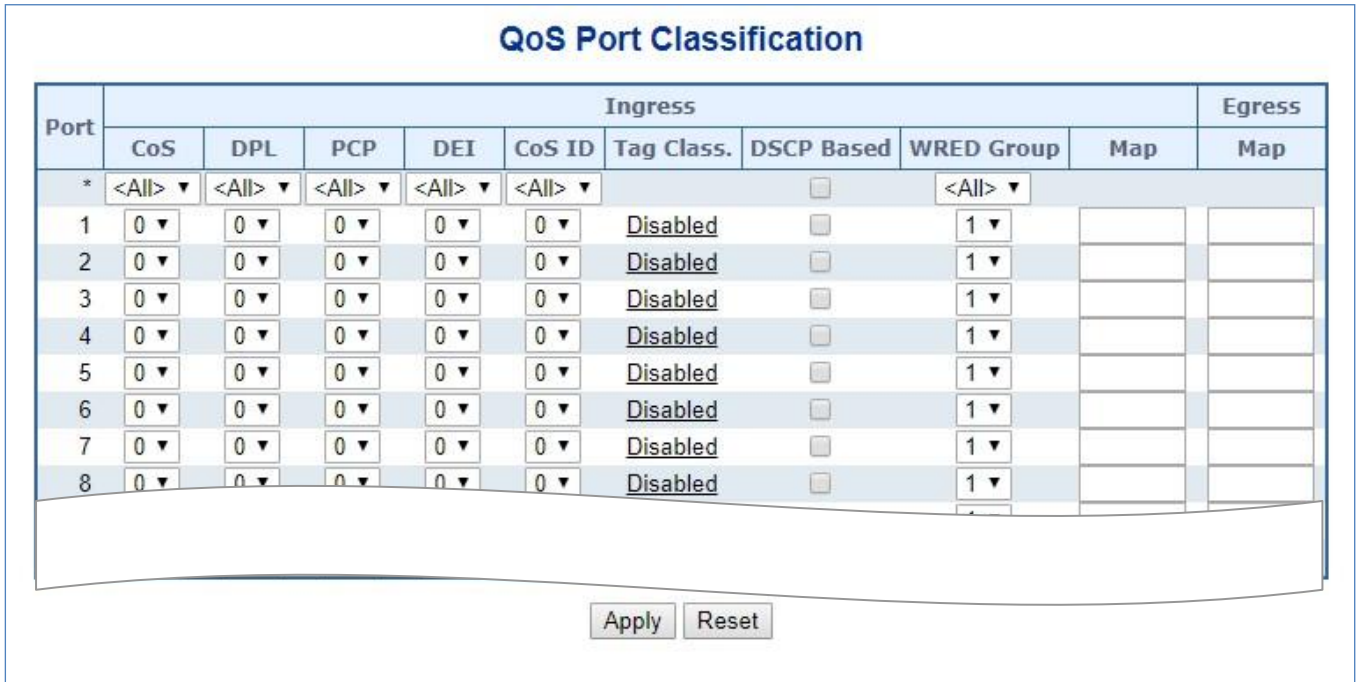 QoS Port Classification
Port Ingress Egress
CoS DPL PCP DEI CoS ID Tag Class. DSCP Based WRED Group Map Map
* <All> <All> <All> <All> <All> <All>
1 0 0 0 0 0 Disabled 1
2 0 0 0 0 0 Disabled 1
3 0 0 0 0 0 Disabled 1
4 0 0 0 0 0 Disabled 1
5 0 0 0 0 0 Disabled 1
6 0 0 0 0 0 Disabled 1
7 0 0 0 0 0 Disabled 1
8 0 0 0 0 0 Disabled 1
Apply Reset